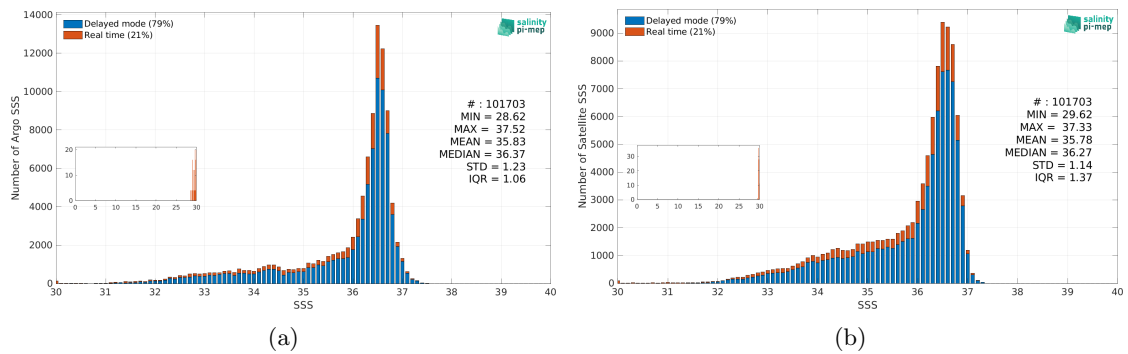 Delayed mode (79%)
Real time (21%)
salinity
pi-mep
14000
12000
10000
8000
6000
4000
2000
0
Number of Argo SSS
# : 101703
MIN = 28.62
MAX = 37.52
MEAN = 35.83
MEDIAN = 36.37
STD = 1.23
IQR = 1.06
20
10
0
0 5 10 15 20 25 30
30 31 32 33 34 35 36 37 38 39 40
SSS
(a)
Delayed mode (79%)
Real time (21%)
salinity
pi-mep
9000
8000
7000
6000
5000
4000
3000
2000
1000
0
Number of Satellite SSS
# : 101703
MIN = 29.62
MAX = 37.33
MEAN = 35.78
MEDIAN = 36.27
STD = 1.14
IQR = 1.37
30
20
10
0
0 5 10 15 20 25 30
30 31 32 33 34 35 36 37 38 39 40
SSS
(b)